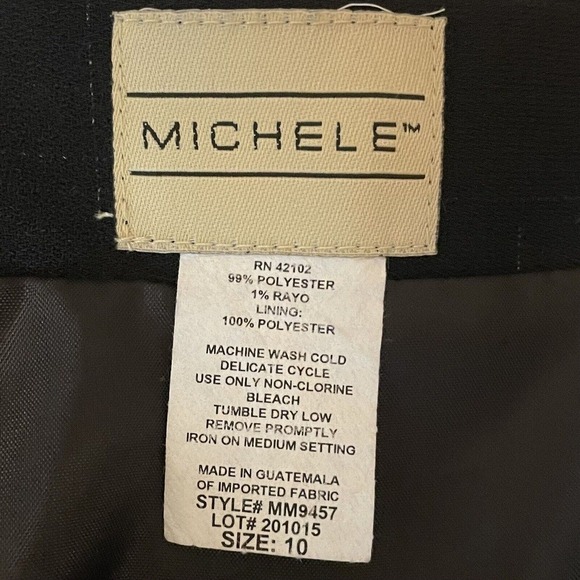 MICHELE™
RN 42102
99% POLYESTER
1% RAYO
LINING:
100% POLYESTER
MACHINE WASH COLD
DELICATE CYCLE
USE ONLY NON-CLORINE
BLEACH
TUMBLE DRY LOW
REMOVE PROMPTLY
IRON ON MEDIUM SETTING
MADE IN GUATEMALA
OF IMPORTED FABRIC
STYLE# MM9457
LOT# 201015
SIZE: 10